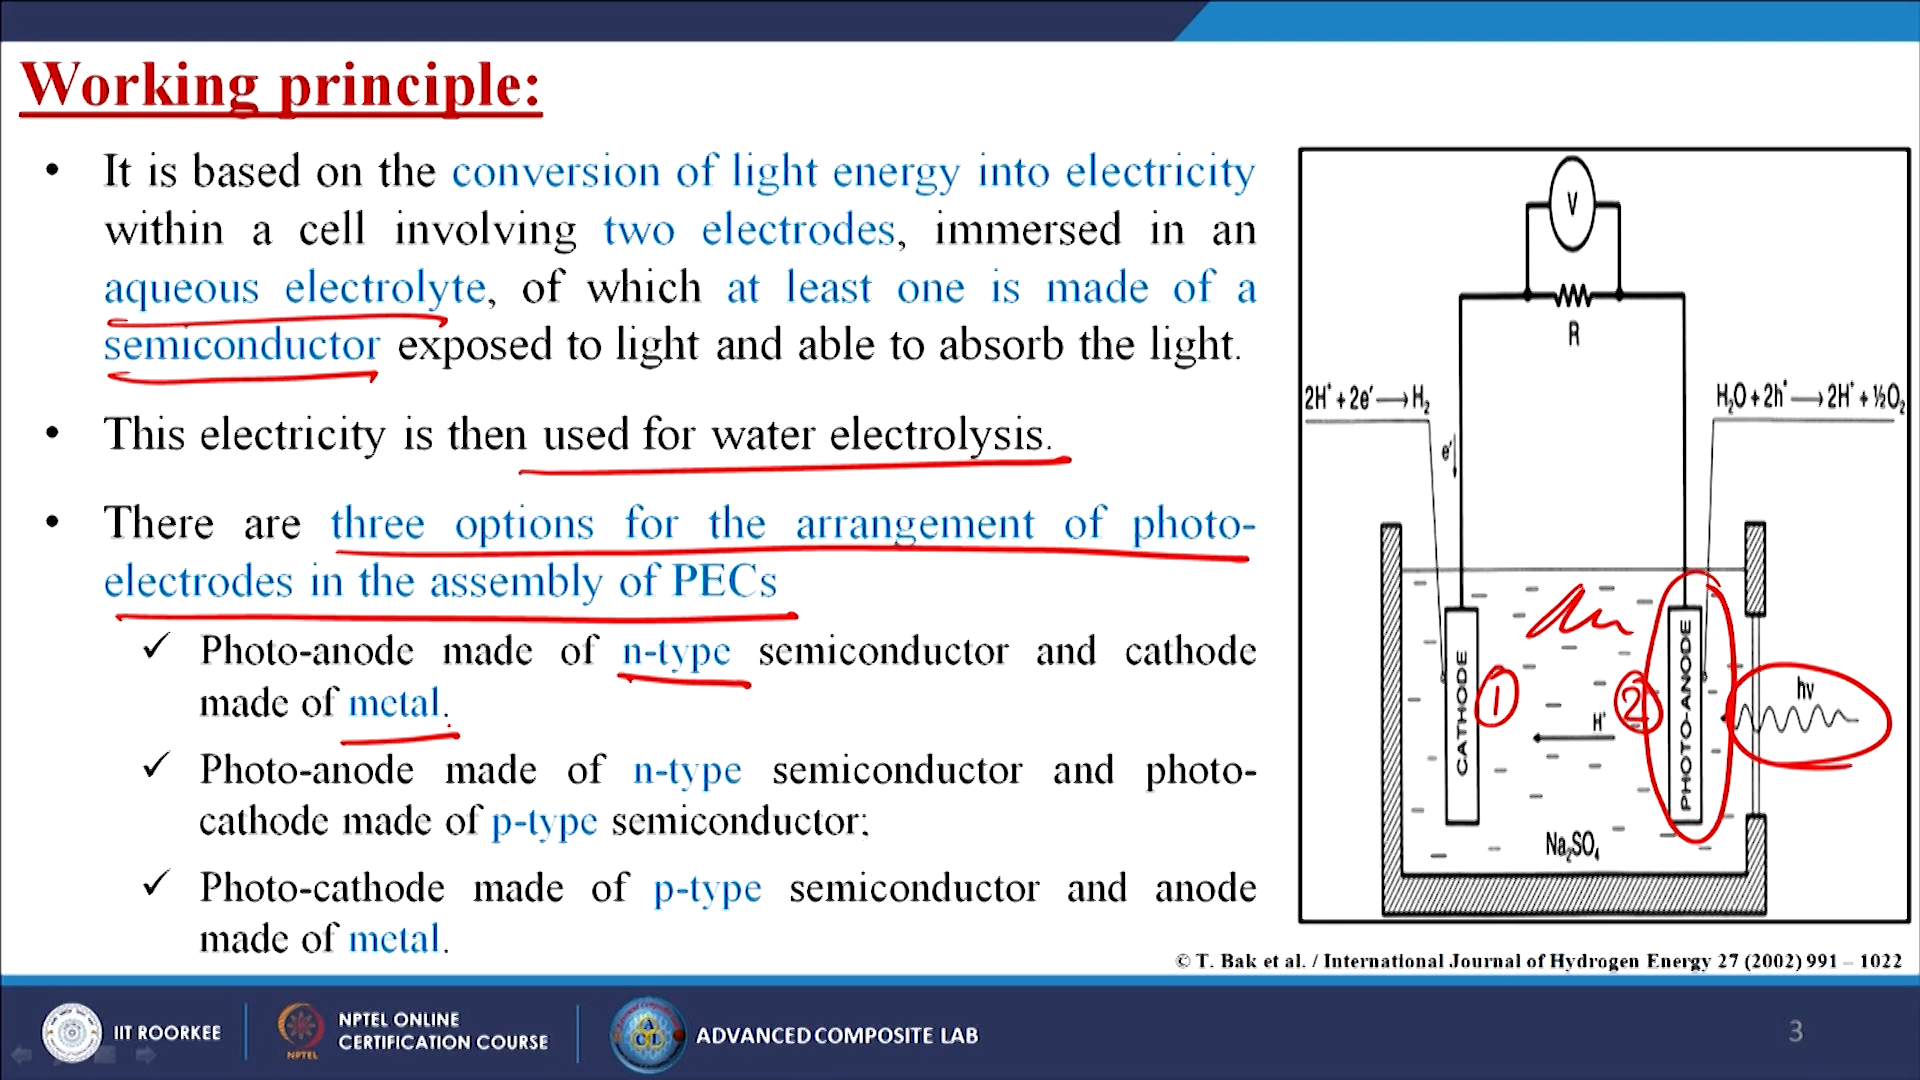 Working principle:
• It is based on the conversion of light energy into electricity
within a cell involving two electrodes, immersed in an
aqueous electrolyte, of which at least one is made of a
semiconductor exposed to light and able to absorb the light.
• This electricity is then used for water electrolysis.
• There are three options for the arrangement of photo-
electrodes in the assembly of PECs
✓ Photo-anode made of n-type semiconductor and cathode
made of metal.
✓ Photo-anode made of n-type semiconductor and photo-
cathode made of p-type semiconductor;
✓ Photo-cathode made of p-type semiconductor and anode
made of metal.
V
R
2H⁺ + 2e′ → H₂
H₂O + 2h• → 2H⁺ + ½O₂
e′
CATHODE
1
H⁺
2
PHOTO-ANODE
hv
Na₂SO₄
© T. Bak et al. / International Journal of Hydrogen Energy 27 (2002) 991 – 1022
IIT ROORKEE
NPTEL
NPTEL ONLINE
CERTIFICATION COURSE
ADVANCED COMPOSITE LAB
3